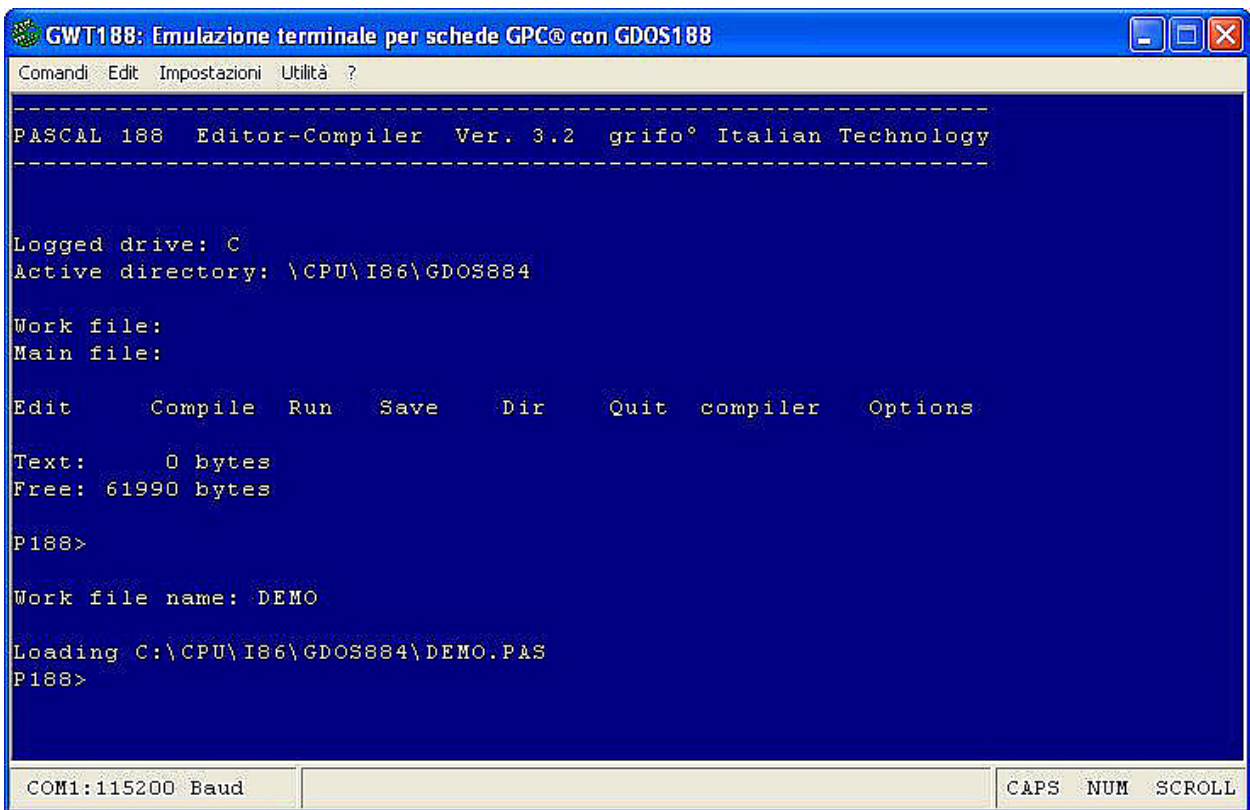 GWT188: Emulazione terminale per schede GPC® con GDOS188
Comandi Edit Impostazioni Utilità ?
PASCAL 188 Editor-Compiler Ver. 3.2 grifo° Italian Technology
Logged drive: C
Active directory: \CPU\I86\GDOS884
Work file:
Main file:
Edit Compile Run Save Dir Quit compiler Options
Text: 0 bytes
Free: 61990 bytes
P188>
Work file name: DEMO
Loading C:\CPU\I86\GDOS884\DEMO.PAS
P188>
COM1:115200 Baud CAPS NUM SCROLL